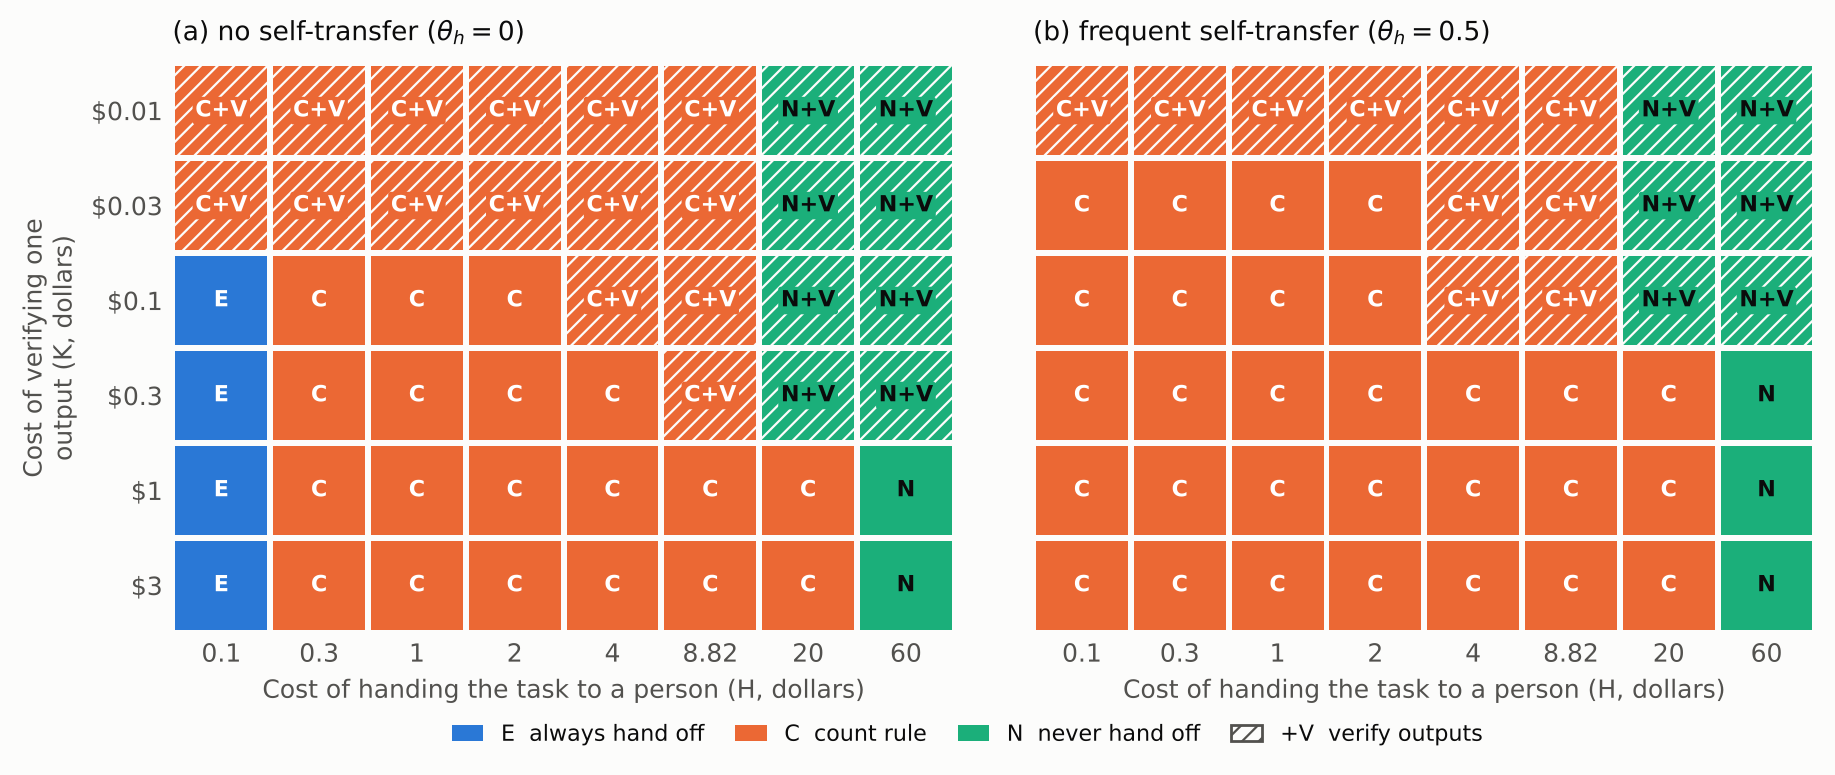 (a) no self-transfer (θh = 0)
(b) frequent self-transfer (θh = 0.5)
Cost of verifying one
output (K, dollars)
$0.01 C+V C+V C+V C+V C+V C+V N+V N+V C+V C+V C+V C+V C+V C+V N+V N+V
$0.03 C+V C+V C+V C+V C+V C+V N+V N+V C C C C C+V C+V N+V N+V
$0.1 E C C C C+V C+V N+V N+V C C C C C+V C+V N+V N+V
$0.3 E C C C C C+V N+V N+V C C C C C C C N
$1 E C C C C C C N C C C C C C C N
$3 E C C C C C C N C C C C C C C N
0.1 0.3 1 2 4 8.82 20 60 0.1 0.3 1 2 4 8.82 20 60
Cost of handing the task to a person (H, dollars)
Cost of handing the task to a person (H, dollars)
E always hand off C count rule N never hand off +V verify outputs